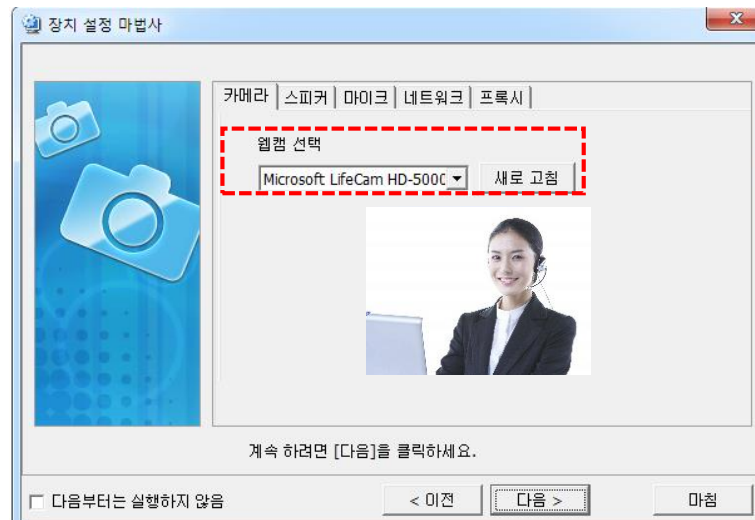 장치 설정 마법사
카메라 스피커 마이크 네트워크 프록시
웹캠 선택
Microsoft LifeCam HD-5000 새로 고침
계속 하려면 [다음]을 클릭하세요.
다음부터는 실행하지 않음 < 이전 다음 > 마침